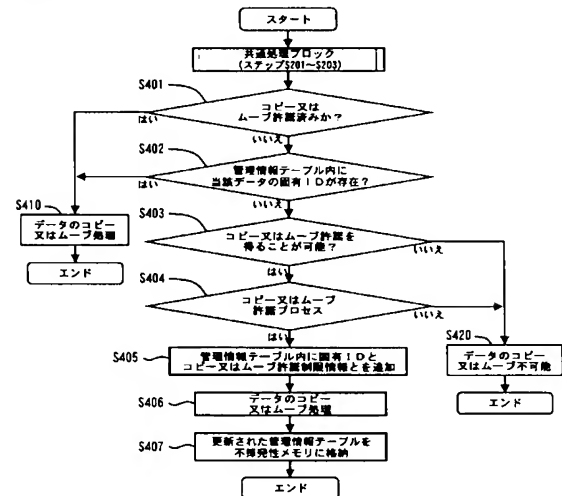 スタート
共通処理ブロック
(ステップS201〜S203)
S401
コピー又は
ムーブ許諾済みか?
はい
いいえ
S402
管理情報テーブル内に
当該データの固有IDが存在?
はい
いいえ
S410
データのコピー
又はムーブ処理
エンド
S403
コピー又はムーブ許諾を
得ることが可能?
いいえ
はい
S404
コピー又はムーブ
許諾プロセス
いいえ
はい
S405
管理情報テーブル内に固有IDと
コピー又はムーブ許諾制限情報とを追加
S420
データのコピー
又はムーブ不可能
エンド
S406
データのコピー
又はムーブ処理
S407
更新された管理情報テーブルを
不揮発性メモリに格納
エンド